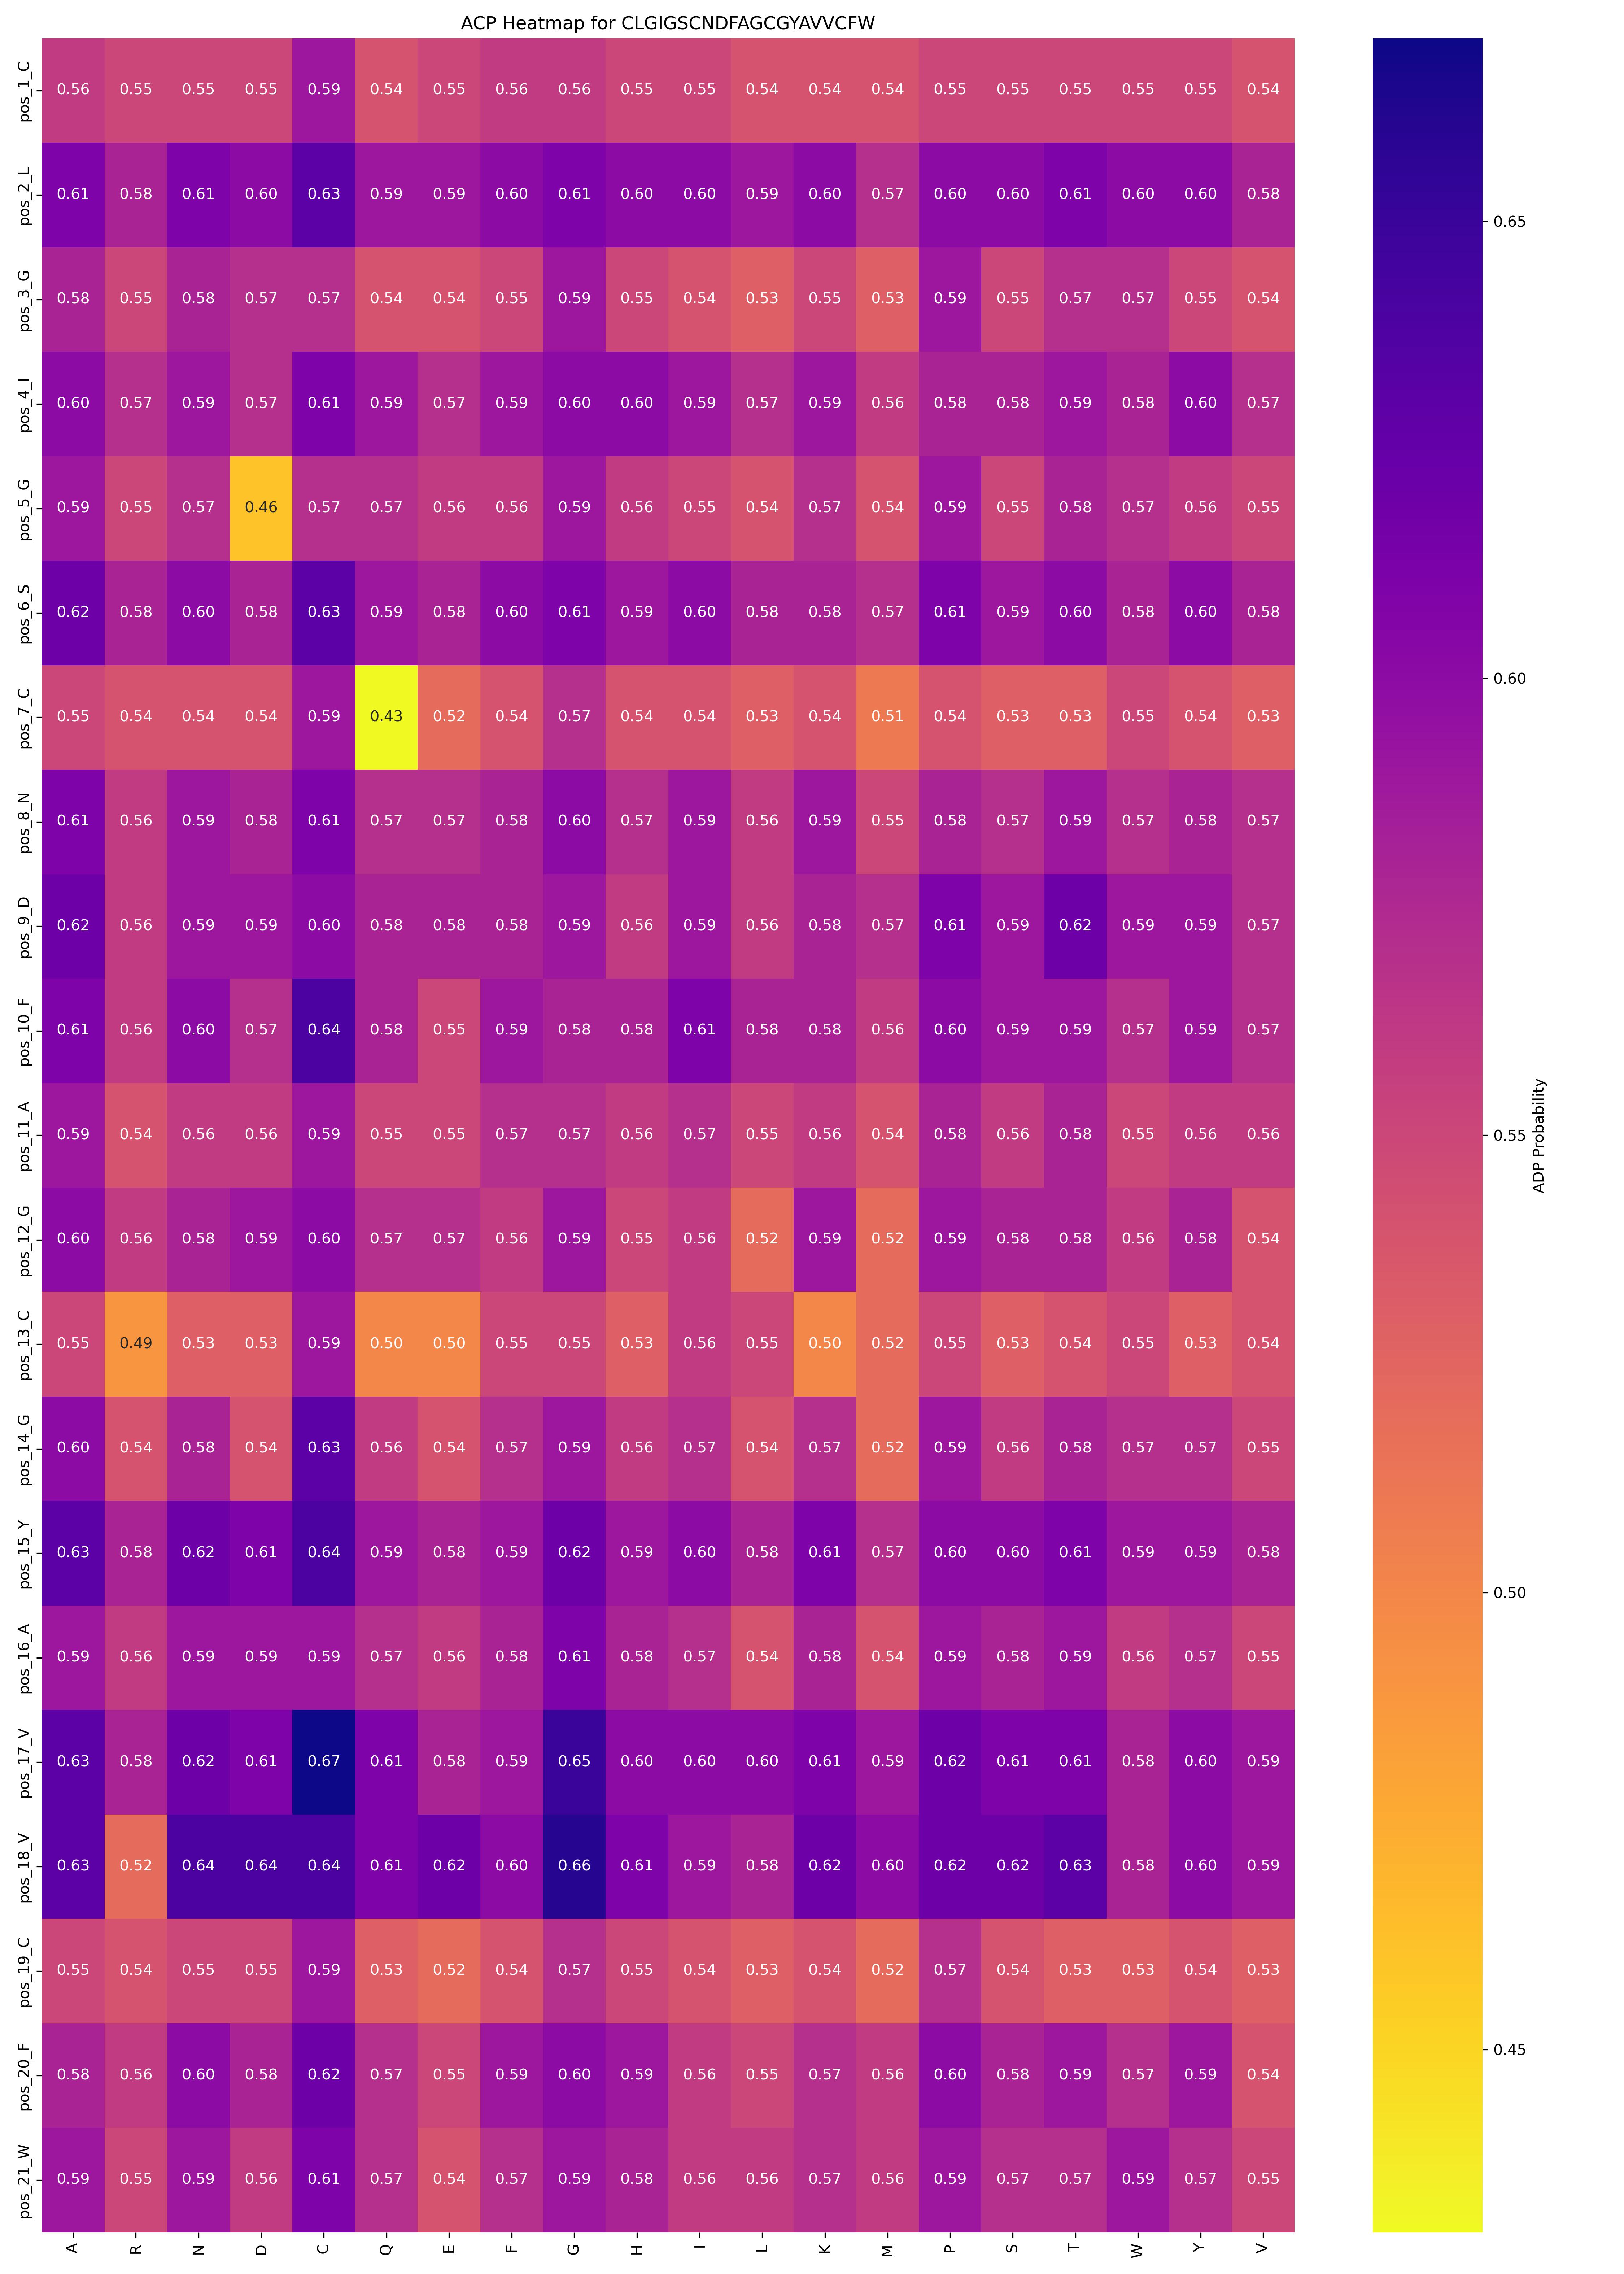 ACP Heatmap for CLGIGSCNDFAGCGYAVVCFW
pos_1_C 0.56 0.55 0.55 0.55 0.59 0.54 0.55 0.56 0.56 0.55 0.55 0.54 0.54 0.54 0.55 0.55 0.55 0.55 0.55 0.54
pos_2_L 0.61 0.58 0.61 0.60 0.63 0.59 0.59 0.60 0.61 0.60 0.60 0.59 0.60 0.57 0.60 0.60 0.61 0.60 0.60 0.58
pos_3_G 0.58 0.55 0.58 0.57 0.57 0.54 0.54 0.55 0.59 0.55 0.54 0.53 0.55 0.53 0.59 0.55 0.57 0.57 0.55 0.54
pos_4_I 0.60 0.57 0.59 0.57 0.61 0.59 0.57 0.59 0.60 0.60 0.59 0.57 0.59 0.56 0.58 0.58 0.59 0.58 0.60 0.57
pos_5_G 0.59 0.55 0.57 0.46 0.57 0.57 0.56 0.56 0.59 0.56 0.55 0.54 0.57 0.54 0.59 0.55 0.58 0.57 0.56 0.55
pos_6_S 0.62 0.58 0.60 0.58 0.63 0.59 0.58 0.60 0.61 0.59 0.60 0.58 0.58 0.57 0.61 0.59 0.60 0.58 0.60 0.58
pos_7_C 0.55 0.54 0.54 0.54 0.59 0.43 0.52 0.54 0.57 0.54 0.54 0.53 0.54 0.51 0.54 0.53 0.53 0.55 0.54 0.53
pos_8_N 0.61 0.56 0.59 0.58 0.61 0.57 0.57 0.58 0.60 0.57 0.59 0.56 0.59 0.55 0.58 0.57 0.59 0.57 0.58 0.57
pos_9_D 0.62 0.56 0.59 0.59 0.60 0.58 0.58 0.58 0.59 0.56 0.59 0.56 0.58 0.57 0.61 0.59 0.62 0.59 0.59 0.57
pos_10_F 0.61 0.56 0.60 0.57 0.64 0.58 0.55 0.59 0.58 0.58 0.61 0.58 0.58 0.56 0.60 0.59 0.59 0.57 0.59 0.57
pos_11_A 0.59 0.54 0.56 0.56 0.59 0.55 0.55 0.57 0.57 0.56 0.57 0.55 0.56 0.54 0.58 0.56 0.58 0.55 0.56 0.56
pos_12_G 0.60 0.56 0.58 0.59 0.60 0.57 0.57 0.56 0.59 0.55 0.56 0.52 0.59 0.52 0.59 0.58 0.58 0.56 0.58 0.54
pos_13_C 0.55 0.49 0.53 0.53 0.59 0.50 0.50 0.55 0.55 0.53 0.56 0.55 0.50 0.52 0.55 0.53 0.54 0.55 0.53 0.54
pos_14_G 0.60 0.54 0.58 0.54 0.63 0.56 0.54 0.57 0.59 0.56 0.57 0.54 0.57 0.52 0.59 0.56 0.58 0.57 0.57 0.55
pos_15_Y 0.63 0.58 0.62 0.61 0.64 0.59 0.58 0.59 0.62 0.59 0.60 0.58 0.61 0.57 0.60 0.60 0.61 0.59 0.59 0.58
pos_16_A 0.59 0.56 0.59 0.59 0.59 0.57 0.56 0.58 0.61 0.58 0.57 0.54 0.58 0.54 0.59 0.58 0.59 0.56 0.57 0.55
pos_17_V 0.63 0.58 0.62 0.61 0.67 0.61 0.58 0.59 0.65 0.60 0.60 0.60 0.61 0.59 0.62 0.61 0.61 0.58 0.60 0.59
pos_18_V 0.63 0.52 0.64 0.64 0.64 0.61 0.62 0.60 0.66 0.61 0.59 0.58 0.62 0.60 0.62 0.62 0.63 0.58 0.60 0.59
pos_19_C 0.55 0.54 0.55 0.55 0.59 0.53 0.52 0.54 0.57 0.55 0.54 0.53 0.54 0.52 0.57 0.54 0.53 0.53 0.54 0.53
pos_20_F 0.58 0.56 0.60 0.58 0.62 0.57 0.55 0.59 0.60 0.59 0.56 0.55 0.57 0.56 0.60 0.58 0.59 0.57 0.59 0.54
pos_21_W 0.59 0.55 0.59 0.56 0.61 0.57 0.54 0.57 0.59 0.58 0.56 0.56 0.57 0.56 0.59 0.57 0.57 0.59 0.57 0.55
A R N D C Q E F G H I L K M P S T W Y V
0.65
0.60
0.55
0.50
0.45
ADP Probability